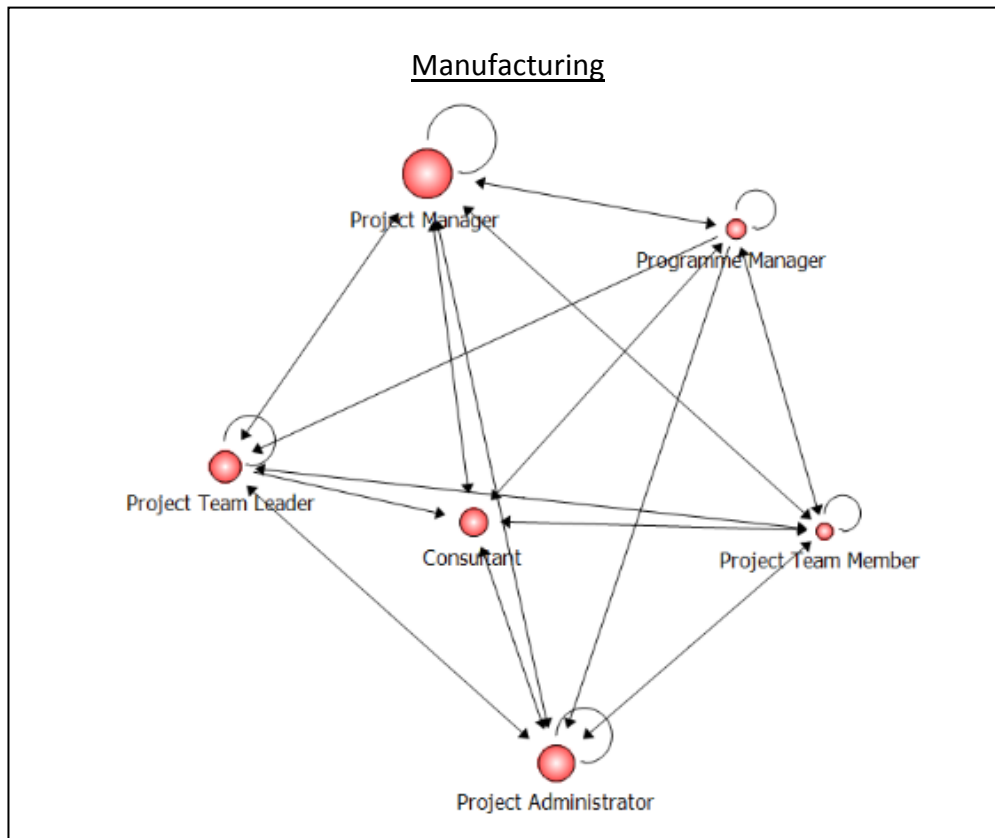 Manufacturing
Project Manager
Programme Manager
Project Team Leader
Consultant
Project Team Member
Project Administrator